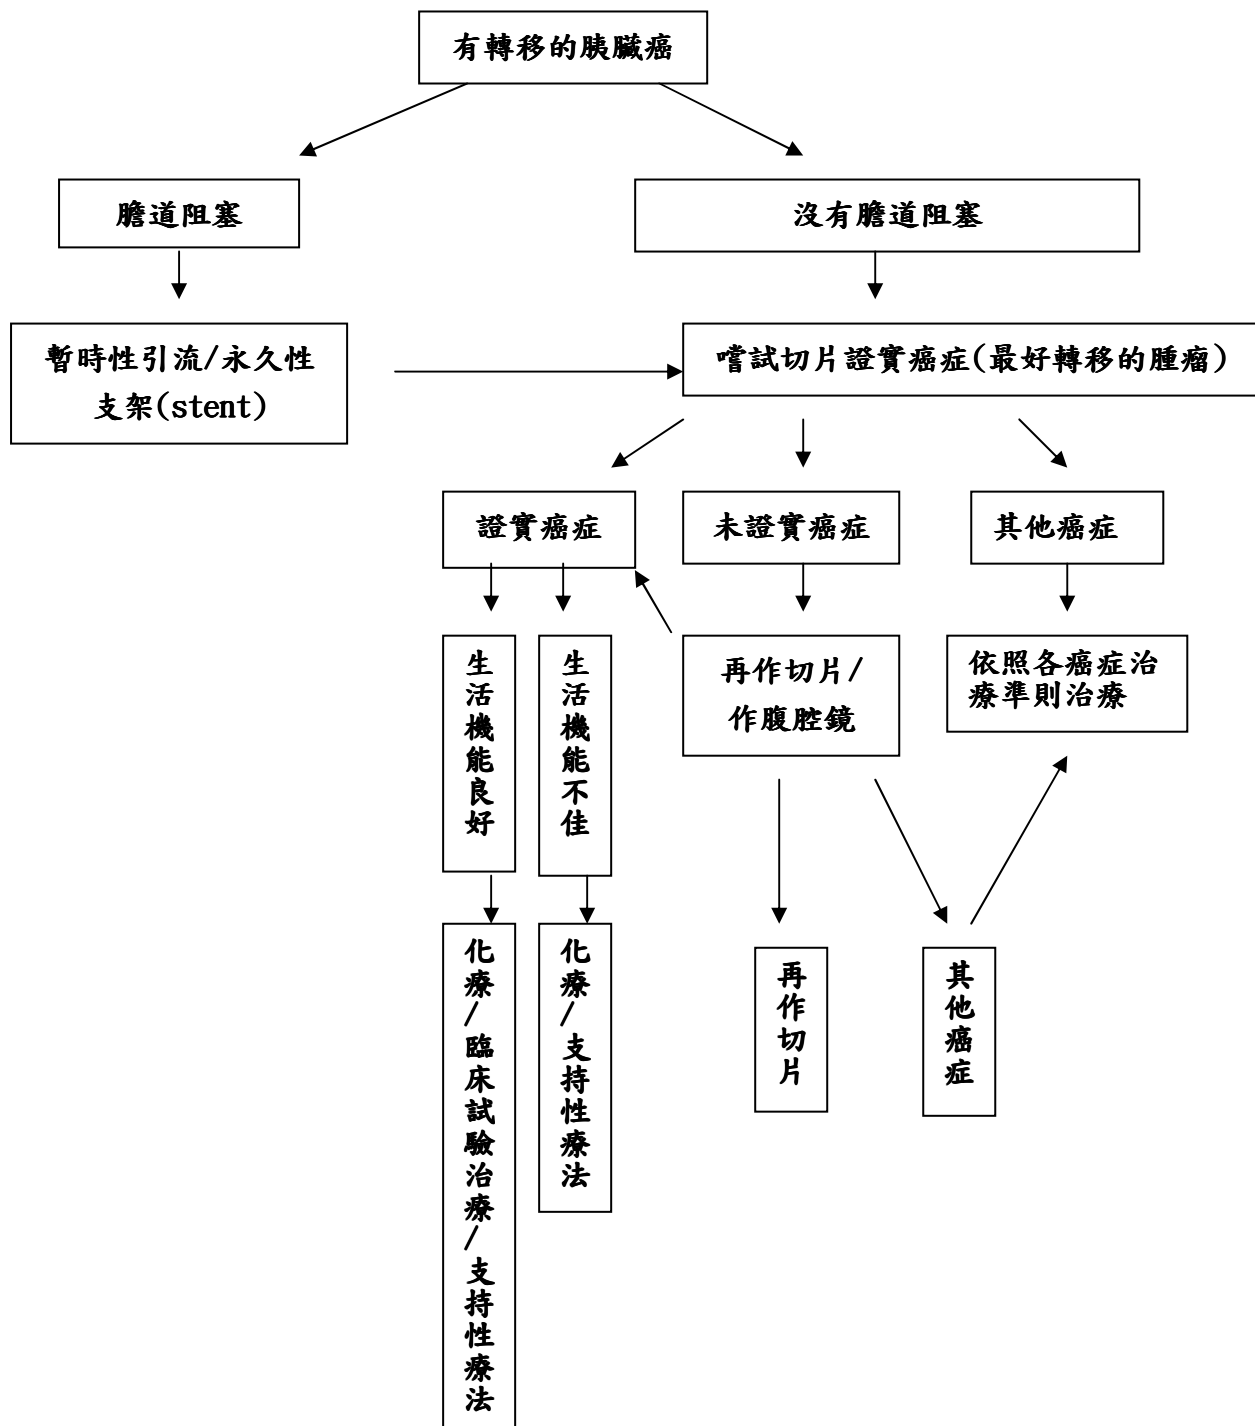 有轉移的胰臟癌
膽道阻塞
沒有膽道阻塞
暫時性引流/永久性
支架(stent)
嚐試切片證實癌症(最好轉移的腫瘤)
證實癌症
未證實癌症
其他癌症
生活機能良好
生活機能不佳
再作切片/
作腹腔鏡
依照各癌症治
療準則治療
化療/臨床試驗治療/支持性療法
化療/支持性療法
再作切片
其他癌症